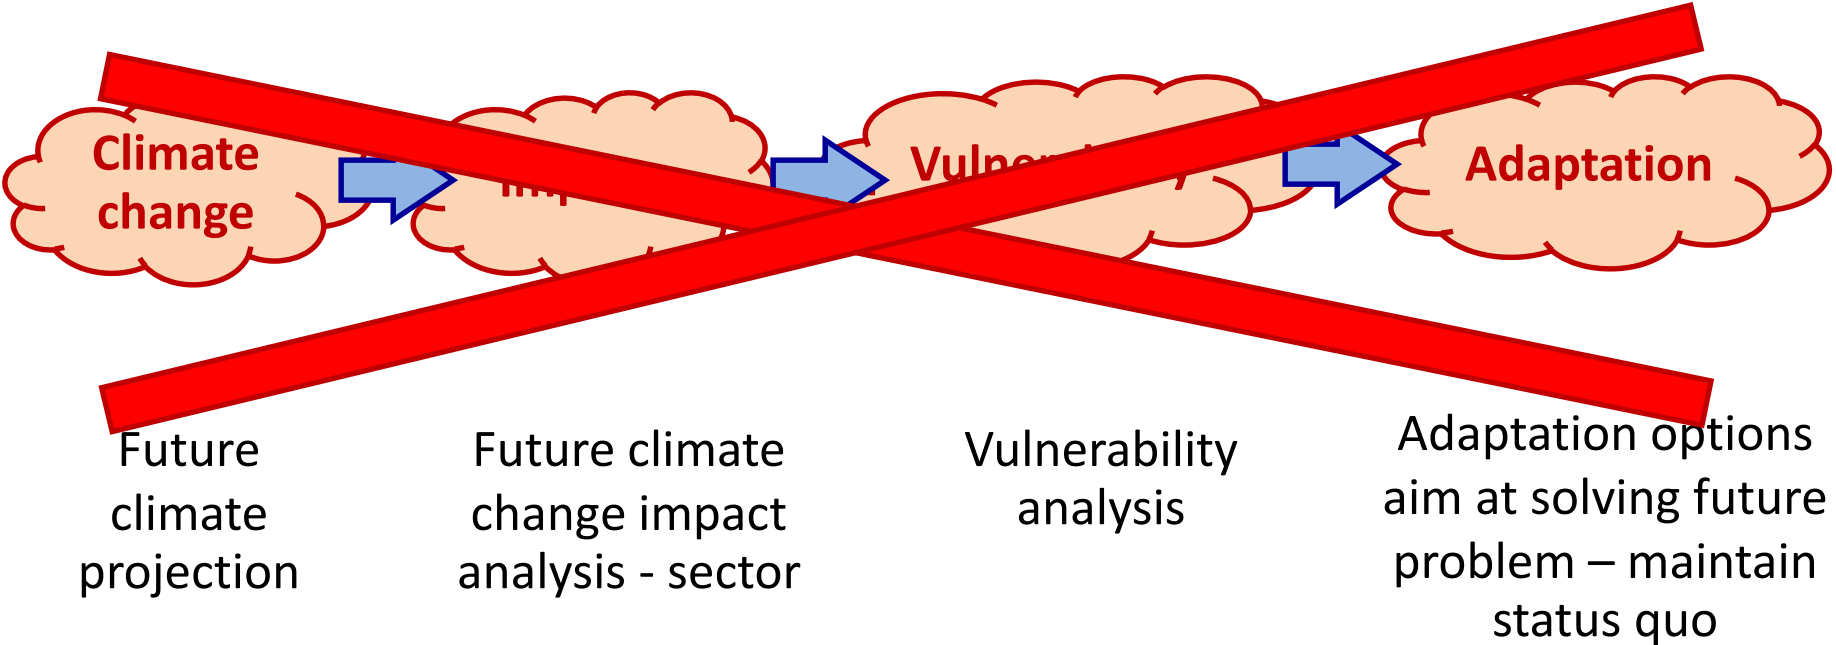 Climate
change
Adaptation
Future
climate
projection
Future climate
change impact
analysis - sector
Vulnerability
analysis
Adaptation options
aim at solving future
problem – maintain
status quo